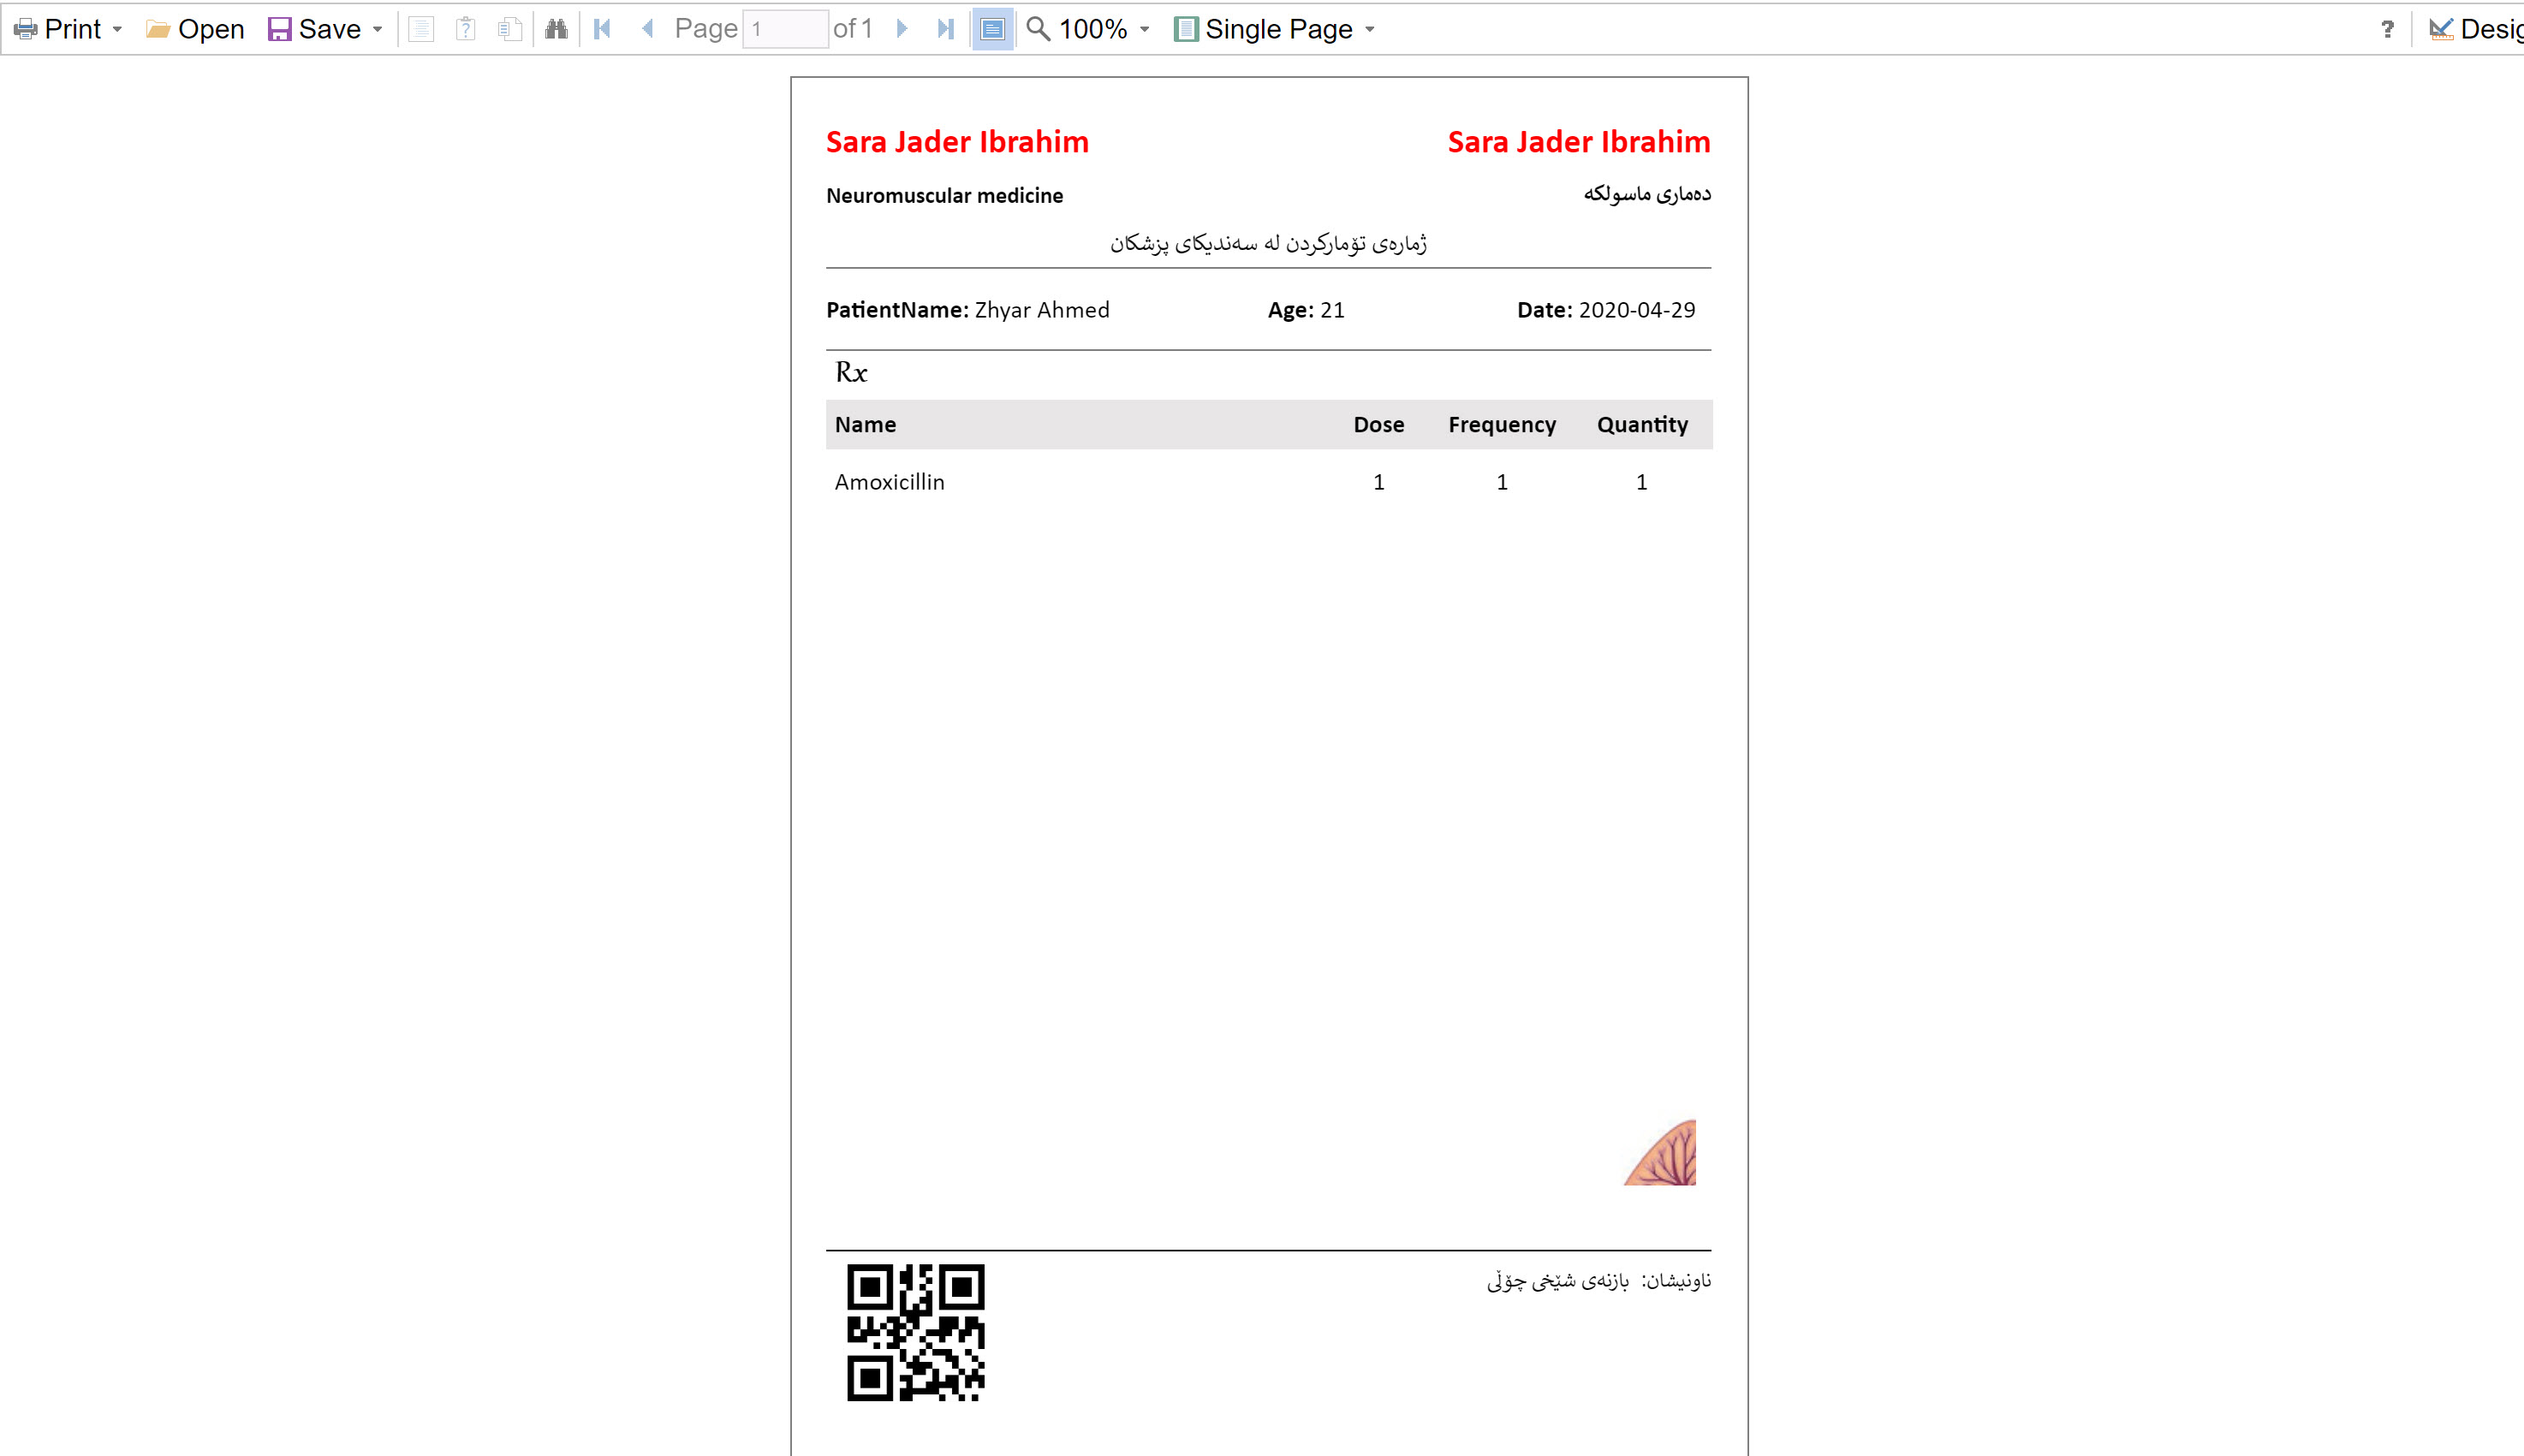 Print Open Save Page 1 of 1 100% Single Page ? Desig
Sara Jader Ibrahim Sara Jader Ibrahim
Neuromuscular medicine دەماری ماسولکە
ژمارەی تۆمارکردن لە سەندیکای پزشکان
PatientName: Zhyar Ahmed Age: 21 Date: 2020-04-29
Rx
Name Dose Frequency Quantity
Amoxicillin 1 1 1
ناونیشان: بازنەی شێخی چۆڵی